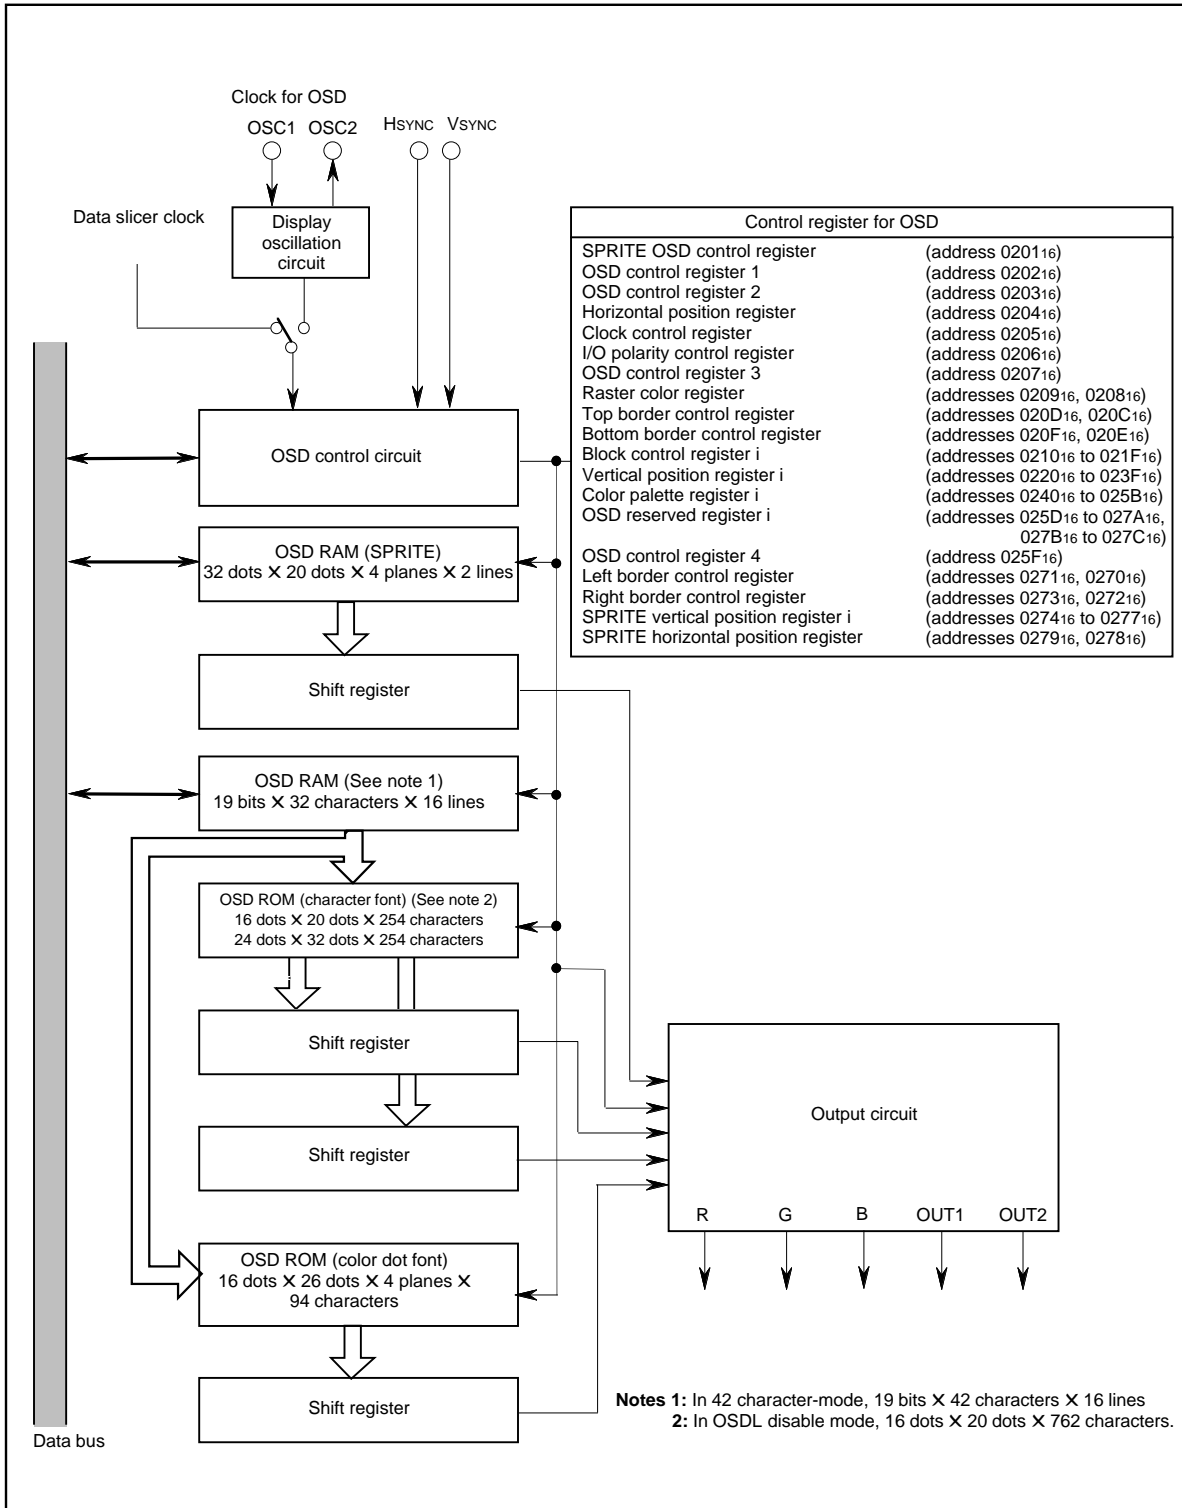 Clock for OSD
OSC1 OSC2 HSYNC VSYNC
Data slicer clock
Display
oscillation
circuit
Control register for OSD
SPRITE OSD control register (address 0201₁₆)
OSD control register 1 (address 0202₁₆)
OSD control register 2 (address 0203₁₆)
Horizontal position register (address 0204₁₆)
Clock control register (address 0205₁₆)
I/O polarity control register (address 0206₁₆)
OSD control register 3 (address 0207₁₆)
Raster color register (addresses 0209₁₆, 0208₁₆)
Top border control register (addresses 020D₁₆, 020C₁₆)
Bottom border control register (addresses 020F₁₆, 020E₁₆)
Block control register i (addresses 0210₁₆ to 021F₁₆)
Vertical position register i (addresses 0220₁₆ to 023F₁₆)
Color palette register i (addresses 0240₁₆ to 025B₁₆)
OSD reserved register i (addresses 025D₁₆ to 027A₁₆,
027B₁₆ to 027C₁₆)
OSD control register 4 (address 025F₁₆)
Left border control register (addresses 0271₁₆, 0270₁₆)
Right border control register (addresses 0273₁₆, 0272₁₆)
SPRITE vertical position register i (addresses 0274₁₆ to 0277₁₆)
SPRITE horizontal position register (addresses 0279₁₆, 0278₁₆)
OSD control circuit
OSD RAM (SPRITE)
32 dots × 20 dots × 4 planes × 2 lines
Shift register
OSD RAM (See note 1)
19 bits × 32 characters × 16 lines
OSD ROM (character font) (See note 2)
16 dots × 20 dots × 254 characters
24 dots × 32 dots × 254 characters
Shift register
Shift register
Output circuit
R G B OUT1 OUT2
OSD ROM (color dot font)
16 dots × 26 dots × 4 planes ×
94 characters
Shift register
Data bus
Notes 1: In 42 character-mode, 19 bits × 42 characters × 16 lines
2: In OSDL disable mode, 16 dots × 20 dots × 762 characters.